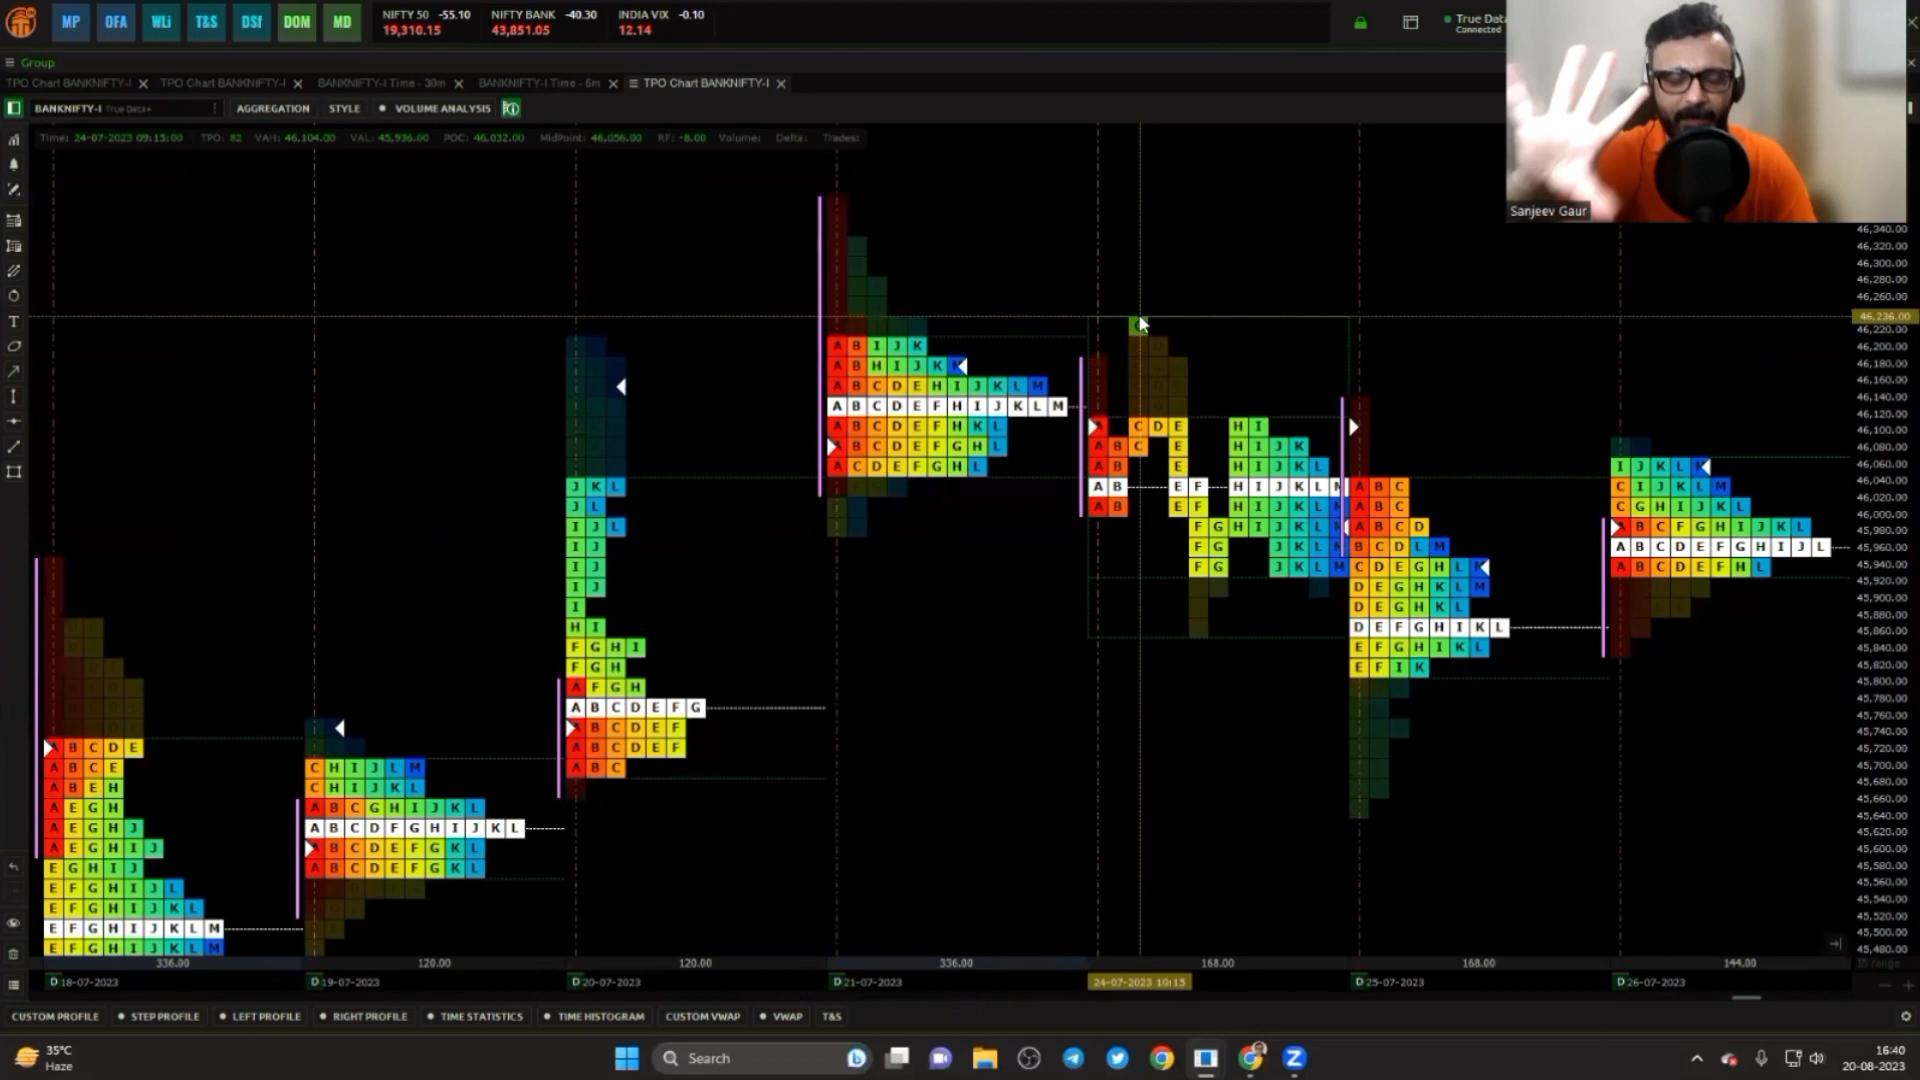 MP OFA WLi T&S DSf DOM MD
NIFTY 50 -55.10 NIFTY BANK -40.30 INDIA VIX -0.10
19,310.15 43,851.05 12.14
True Data
Connected
Group
TPO Chart BANKNIFTY-I TPO Chart BANKNIFTY-I BANKNIFTY-I Time - 30m BANKNIFTY-I Time - 6m TPO Chart BANKNIFTY-I
BANKNIFTY-I True Data+ AGGREGATION STYLE VOLUME ANALYSIS
Time: 24-07-2023 09:15:00 TPO: 82 VAH: 46,104.00 VAL: 45,936.00 POC: 46,032.00 MidPoint: 46,056.00 RF: -8.00 Volume: Delta: Trades:
Sanjeev Gaur
46,340.00
46,320.00
46,300.00
46,280.00
46,260.00
46,236.00
46,220.00
46,200.00
46,180.00
46,160.00
46,140.00
46,120.00
46,100.00
46,080.00
46,060.00
46,040.00
46,020.00
46,000.00
45,980.00
45,960.00
45,940.00
45,920.00
45,900.00
45,880.00
45,860.00
45,840.00
45,820.00
45,800.00
45,780.00
45,760.00
45,740.00
45,720.00
45,700.00
45,680.00
45,660.00
45,640.00
45,620.00
45,600.00
45,580.00
45,560.00
45,540.00
45,520.00
45,500.00
45,480.00
B C D E
A B C E
A B E H
A E G H
A E G H J
A E G H I J
E G H I J
E F G H I J L
E F G H I J K L
E F G H I J K L M
E F G H I J K L M
C H I J L M
C H I J K L
A B C G H I J K L
A B C D F G H I J K L
B C D E F G K L
A B C D E F G K L
J K L
J L
I J L
I J
I J
I J
I
H I
F G H I
F G H
A F G H
A B C D E F G
B C D E F
A B C D E F
A B C
A B I J K
A B H I J K
A B C D E H I J K L M
A B C D E F H I J K L M
A B C D E F H K L
B C D E F G H L
A C D E F G H L
C D E H I
A B C E H I J K
A B E H I J K L
A B E F H I J K L M
A B E F H I J K L
F G H I J K L
F G J K L
F G J K L M
A B C
A B C
A B C D
B C D L M
C D E G H L
D E G H K L M
D E G H K L
D E F G H I K L
E F G H I K L
E F I K
I J K L
C I J K L M
C G H I J K L
B C F G H I J K L
A B C D E F G H I J L
A B C D E F H L
336.00 120.00 120.00 336.00 168.00 168.00 144.00
D 18-07-2023 D 19-07-2023 D 20-07-2023 D 21-07-2023 24-07-2023 10:15 D 25-07-2023 D 26-07-2023
CUSTOM PROFILE STEP PROFILE LEFT PROFILE RIGHT PROFILE TIME STATISTICS TIME HISTOGRAM CUSTOM VWAP VWAP T&S
35°C
Haze
Search
16:40
20-08-2023